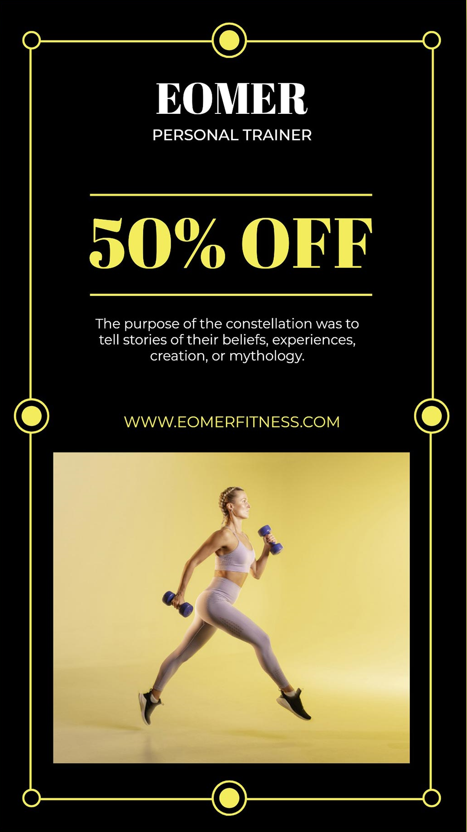 EOMER
PERSONAL TRAINER
50% OFF
The purpose of the constellation was to
tell stories of their beliefs, experiences,
creation, or mythology.
WWW.EOMERFITNESS.COM